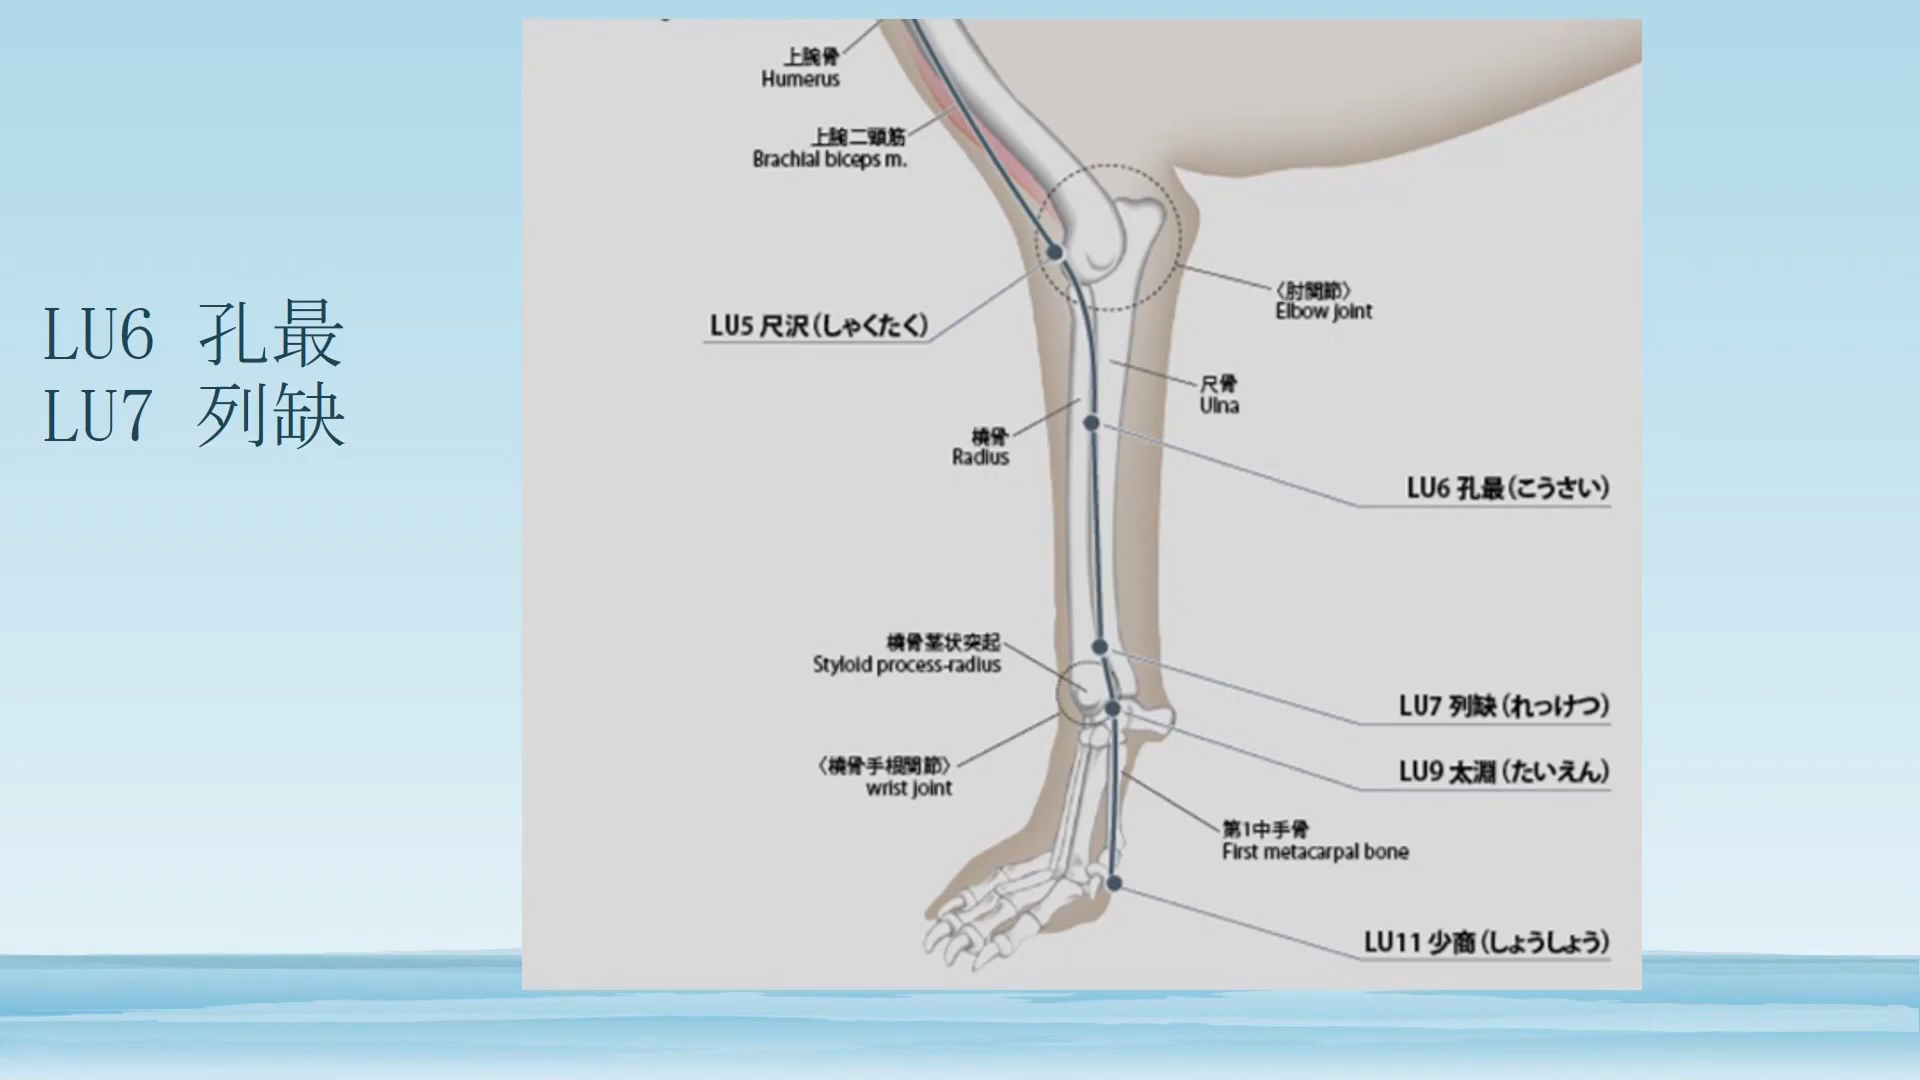 LU6 孔最
LU7 列缺
上腕骨
Humerus
上腕二頭筋
Brachial biceps m.
LU5 尺沢(しゃくたく)
〈肘関節〉
Elbow joint
尺骨
Ulna
橈骨
Radius
LU6 孔最(こうさい)
橈骨茎状突起
Styloid process-radius
LU7 列缺(れっけつ)
〈橈骨手根関節〉
wrist joint
LU9 太淵(たいえん)
第1中手骨
First metacarpal bone
LU11 少商(しょうしょう)